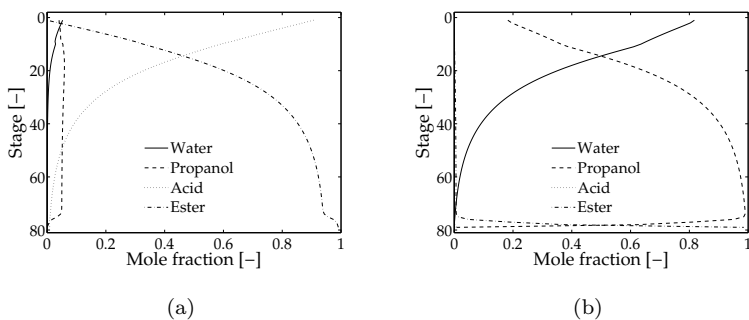 0
20
40
60
80
Stage [−]
Water
Propanol
Acid
Ester
0 0.2 0.4 0.6 0.8 1
Mole fraction [−]
(a)
0
20
40
60
80
Stage [−]
Water
Propanol
Acid
Ester
0 0.2 0.4 0.6 0.8 1
Mole fraction [−]
(b)